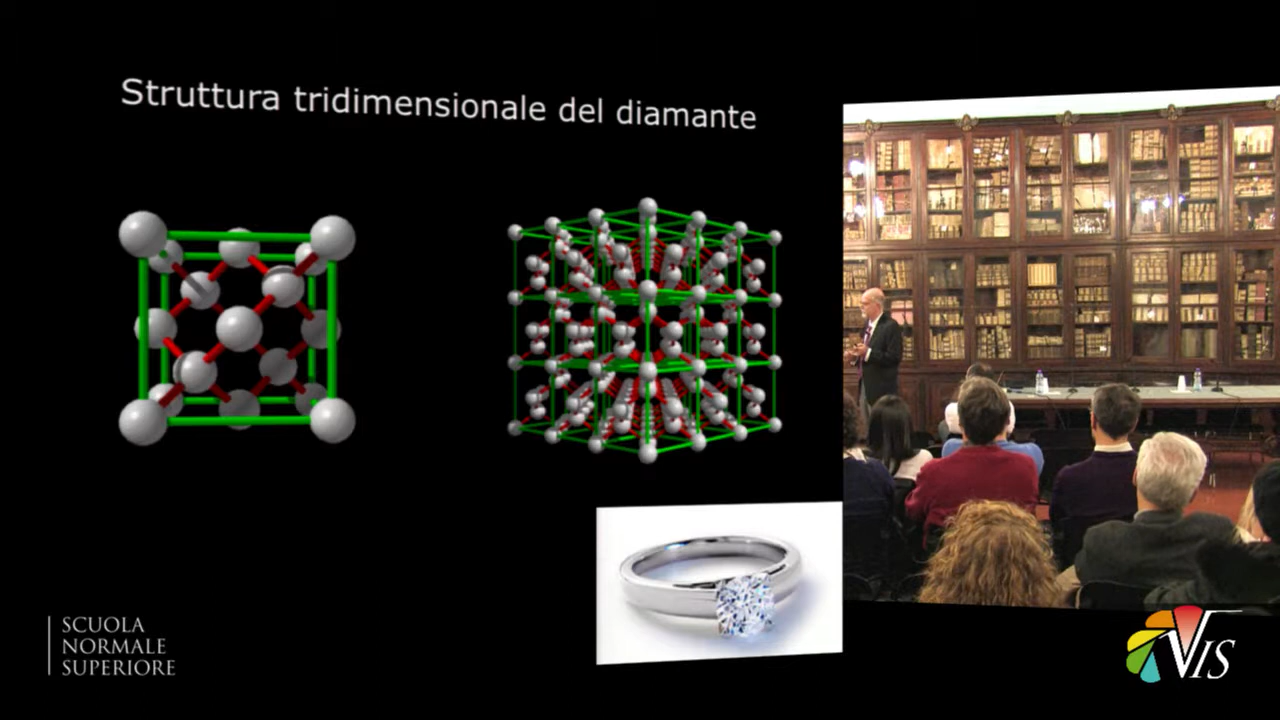 Struttura tridimensionale del diamante
SCUOLA
NORMALE
SUPERIORE
VIS